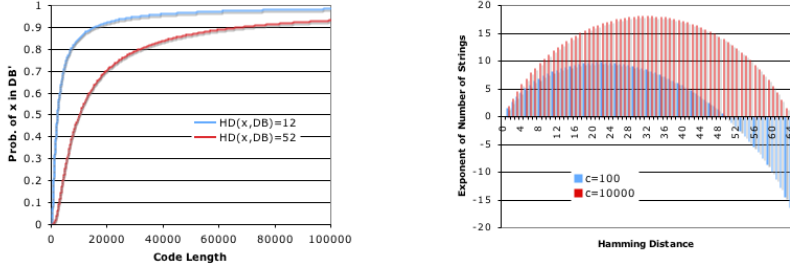 1
0.9
0.8
0.7
0.6
0.5
0.4
0.3
0.2
0.1
0
Prob. of x in DB'
HD(x,DB)=12
HD(x,DB)=52
0 20000 40000 60000 80000 100000
Code Length
20
15
10
5
0
-5
-10
-15
-20
Exponent of Number of Strings
0 4 8 12 16 20 24 28 32 36 40 44 48 52 56 60 64
c=100
c=10000
Hamming Distance